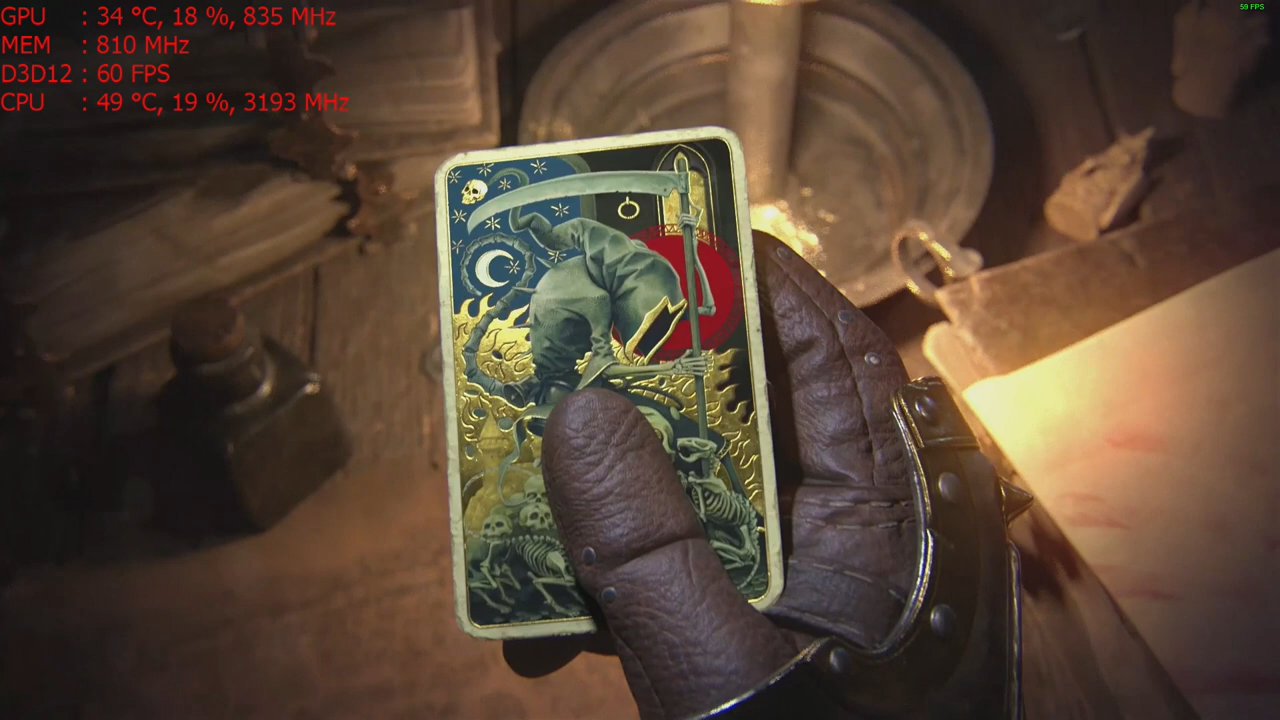 GPU : 34 °C, 18 %, 835 MHz
MEM : 810 MHz
D3D12 : 60 FPS
CPU : 49 °C, 19 %, 3193 MHz
59 FPS